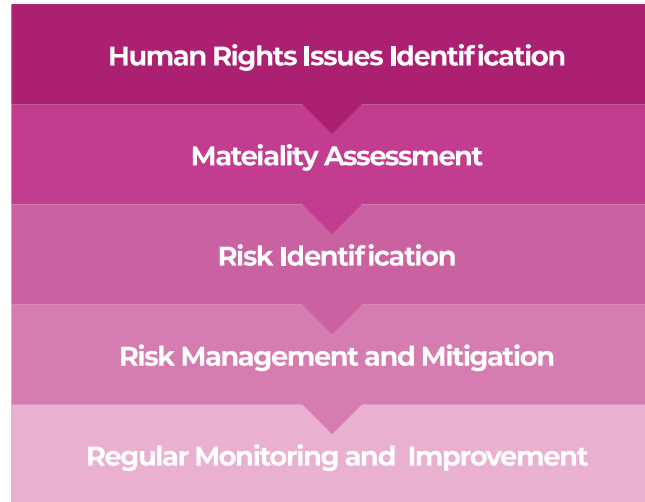 Human Rights Issues Identification
Mateiality Assessment
Risk Identification
Risk Management and Mitigation
Regular Monitoring and Improvement